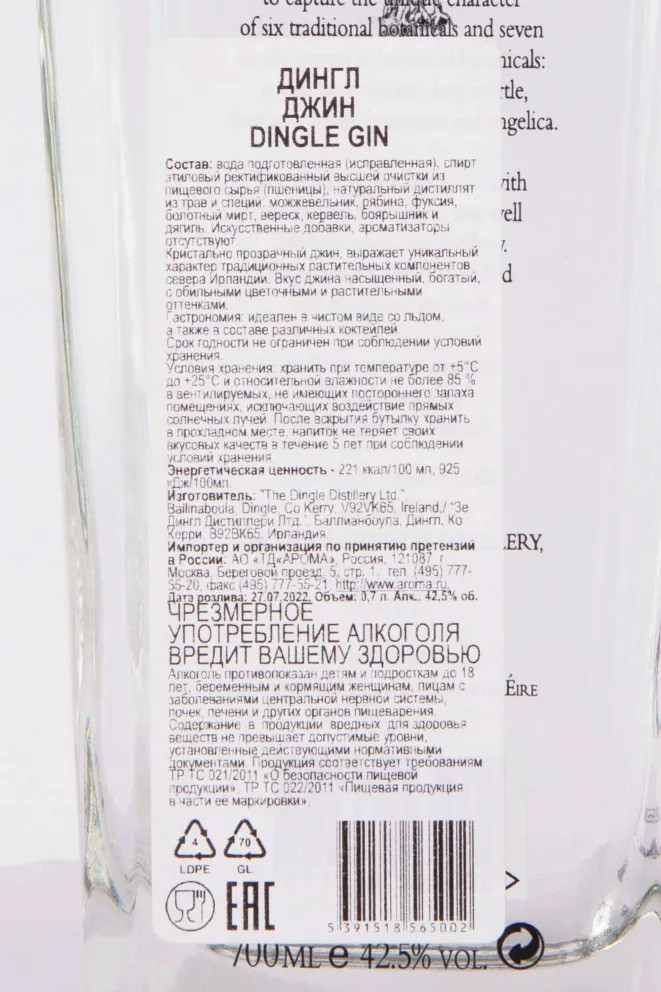 to capture the unique character
of six traditional botanicals and seven
nicals:
rtle,
ngelica.
with
well
y.
d
ДИНГЛ
ДЖИН
DINGLE GIN
Состав: вода подготовленная (исправленная), спирт
этиловый ректификованный высшей очистки из
пищевого сырья (пшеницы), натуральный дистиллят
из трав и специй: можжевельник, рябина, фуксия,
болотный мирт, вереск, кервель, боярышник и
дягиль. Искусственные добавки, ароматизаторы
отсутствуют.
Кристально прозрачный джин, выражает уникальный
характер традиционных растительных компонентов
севера Ирландии. Вкус джина насыщенный, богатый,
с обильными цветочными и растительными
оттенками.
Гастрономия: идеален в чистом виде со льдом,
а также в составе различных коктейлей.
Срок годности не ограничен при соблюдении условий
хранения.
Условия хранения: хранить при температуре от +5°С
до +25°С и относительной влажности не более 85 %
в вентилируемых, не имеющих постороннего запаха
помещениях, исключающих воздействие прямых
солнечных лучей. После вскрытия бутылку хранить
в прохладном месте, напиток не теряет своих
вкусовых качеств в течение 5 лет при соблюдении
условий хранения.
Энергетическая ценность - 221 ккал/100 мл, 925
кДж/100мл.
Изготовитель: "The Dingle Distillery Ltd.",
Ballinaboula, Dingle, Co Kerry, V92VK65, Ireland./ "Зе
Дингл Дистиллери Лтд.", Баллианбоула, Дингл, Ко
Керри, В92ВК65, Ирландия.
Импортер и организация по принятию претензий
в России: АО «ТД«АРОМА», Россия, 121087, г.
Москва, Береговой проезд, 5, стр. 1, тел. (495) 777-
55-20, факс (495) 777-55-21, http://www.aroma.ru.
Дата розлива: 27.07.2022. Объем: 0,7 л. Алк.: 42,5% об.
ЧРЕЗМЕРНОЕ
УПОТРЕБЛЕНИЕ АЛКОГОЛЯ
ВРЕДИТ ВАШЕМУ ЗДОРОВЬЮ
Алкоголь противопоказан детям и подросткам до 18
лет, беременным и кормящим женщинам, лицам с
заболеваниями центральной нервной системы,
почек, печени и других органов пищеварения.
Содержание в продукции вредных для здоровья
веществ не превышает допустимые уровни,
установленные действующими нормативными
документами. Продукция соответствует требованиям
ТР ТС 021/2011 «О безопасности пищевой
продукции», ТР ТС 022/2011 «Пищевая продукция
в части ее маркировки».
LERY,
ÉIRE
4 70
LDPE GL
EAC
5 391518 565002
700ML e 42.5% VOL.